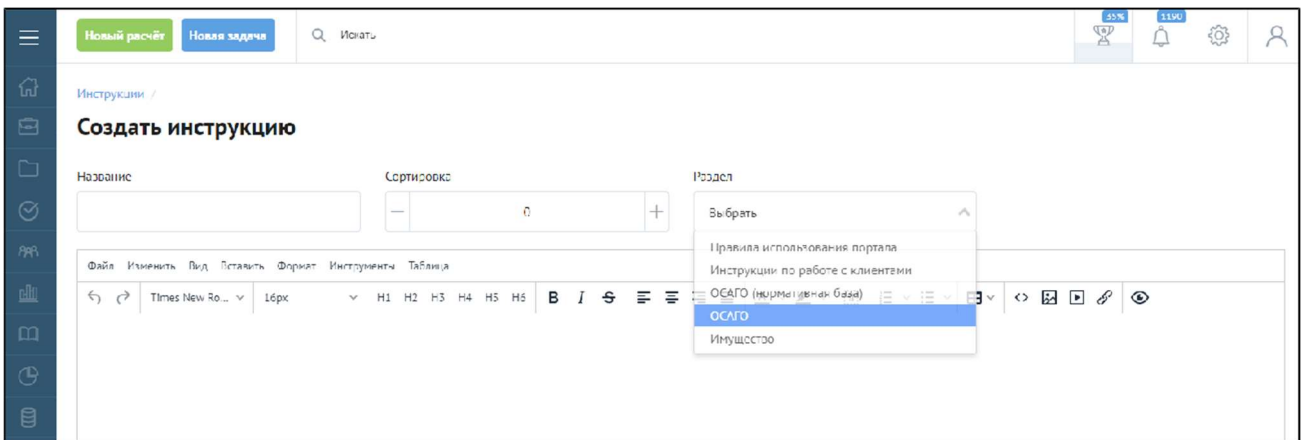 35% 1190
Новый расчёт Новая задача Искать
Инструкции /
Создать инструкцию
Название Сортировка Раздел
0 Выбрать
Правила использования портала
Файл Изменить Вид Вставить Формат Инструменты Таблица
Инструкции по работе с клиентами
Times New Ro... 16px H1 H2 H3 H4 H5 H6 B I S ОСАГО (нормативная база)
ОСАГО
Имущество